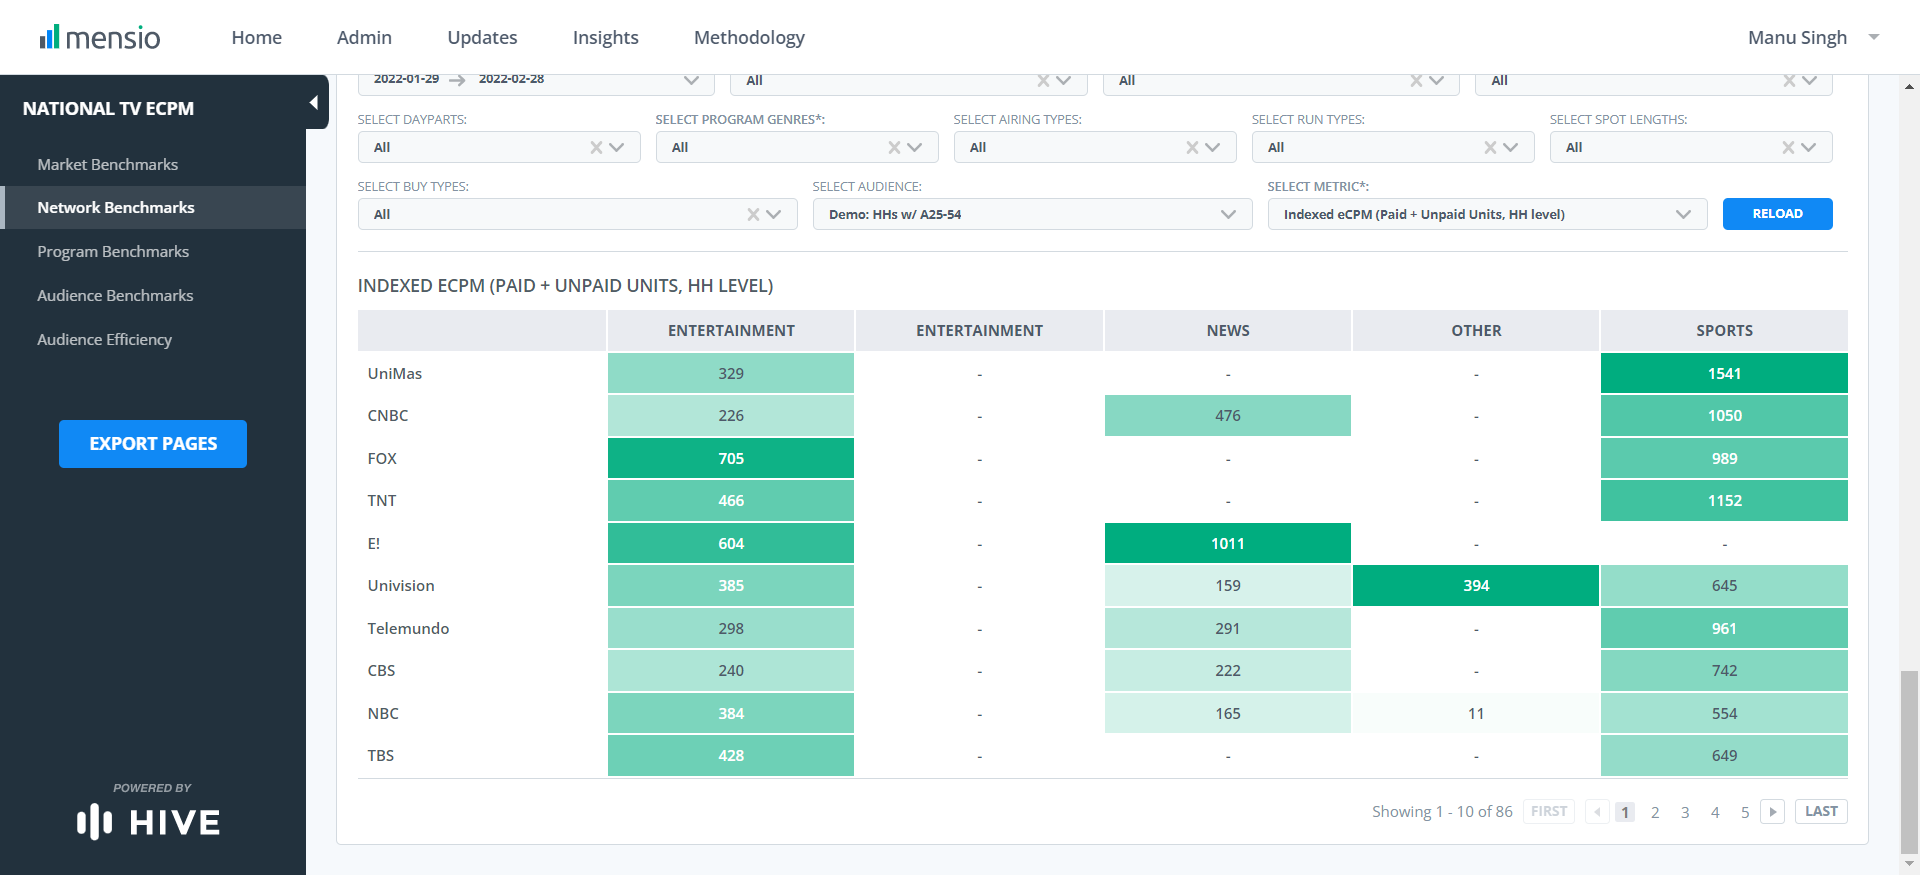 mensio Home Admin Updates Insights Methodology Manu Singh
NATIONAL TV ECPM
Market Benchmarks
Network Benchmarks
Program Benchmarks
Audience Benchmarks
Audience Efficiency
EXPORT PAGES
POWERED BY
HIVE
2022-01-29 → 2022-02-28 All All All
SELECT DAYPARTS: SELECT PROGRAM GENRES*: SELECT AIRING TYPES: SELECT RUN TYPES: SELECT SPOT LENGTHS:
All All All All All
SELECT BUY TYPES: SELECT AUDIENCE: SELECT METRIC*:
All Demo: HHs w/ A25-54 Indexed eCPM (Paid + Unpaid Units, HH level) RELOAD
INDEXED ECPM (PAID + UNPAID UNITS, HH LEVEL)
ENTERTAINMENT ENTERTAINMENT NEWS OTHER SPORTS
UniMas 329 - - - 1541
CNBC 226 - 476 - 1050
FOX 705 - - - 989
TNT 466 - - - 1152
E! 604 - 1011 - -
Univision 385 - 159 394 645
Telemundo 298 - 291 - 961
CBS 240 - 222 - 742
NBC 384 - 165 11 554
TBS 428 - - - 649
Showing 1 - 10 of 86 FIRST 1 2 3 4 5 LAST